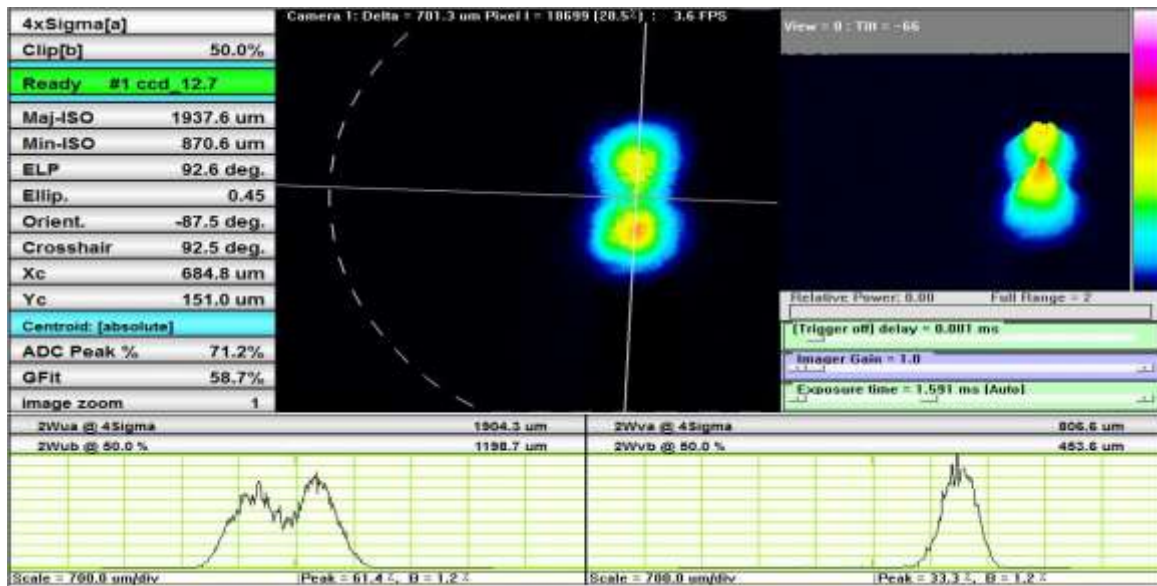 4xSigma[a]
Clip[b] 50.0%
Ready #1 ccd_12.7
Maj-ISO 1937.6 um
Min-ISO 870.6 um
ELP 92.6 deg.
Ellip. 0.45
Orient. -87.5 deg.
Crosshair 92.5 deg.
Xc 684.8 um
Yc 151.0 um
Centroid: [absolute]
ADC Peak % 71.2%
GFit 58.7%
Image zoom 1
Camera 1: Delta = 701.3 um Pixel I = 18699 [28.5%] : 3.6 FPS
View = 0 : Tilt = -66
Relative Power: 0.00 Full Range = 2
[Trigger off] delay = 0.001 ms
Imager Gain = 1.0
Exposure time = 1.591 ms [Auto]
2Wua @ 4Sigma 1904.3 um
2Wub @ 50.0 % 1198.7 um
2Wva @ 4Sigma 806.6 um
2Wvb @ 50.0 % 453.6 um
Scale = 700.0 um/div Peak = 61.4 %, B = 1.2 %
Scale = 700.0 um/div Peak = 33.3 %, B = 1.2 %